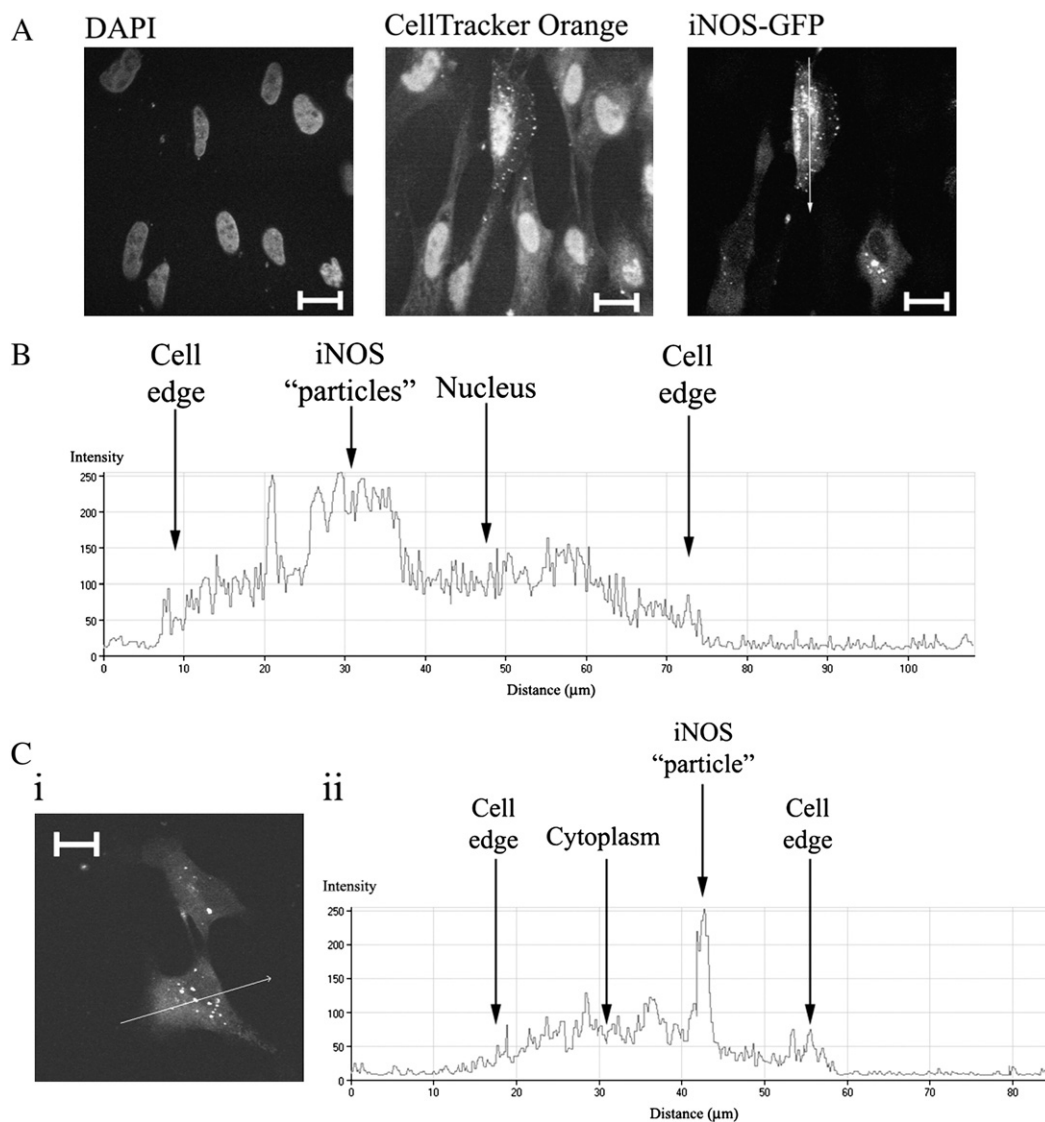 A
DAPI
CellTracker Orange
iNOS-GFP
B
Cell
edge
iNOS
“particles”
Nucleus
Cell
edge
Intensity
250
200
150
100
50
0
0 10 20 30 40 50 60 70 80 90 100
Distance (µm)
C
i
ii
Cell
edge
Cytoplasm
iNOS
“particle”
Cell
edge
Intensity
250
200
150
100
50
0
0 10 20 30 40 50 60 70 80
Distance (µm)